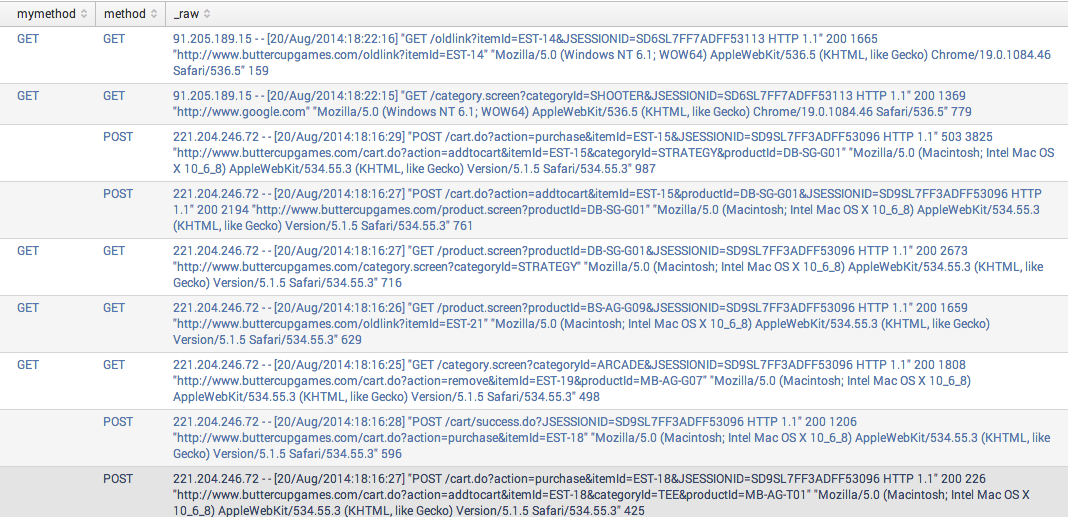 mymethod method _raw
GET GET 91.205.189.15 - - [20/Aug/2014:18:22:16] "GET /oldlink?itemId=EST-14&JSESSIONID=SD6SL7FF7ADFF53113 HTTP 1.1" 200 1665
"http://www.buttercupgames.com/oldlink?itemId=EST-14" "Mozilla/5.0 (Windows NT 6.1; WOW64) AppleWebKit/536.5 (KHTML, like Gecko) Chrome/19.0.1084.46
Safari/536.5" 159
GET GET 91.205.189.15 - - [20/Aug/2014:18:22:15] "GET /category.screen?categoryId=SHOOTER&JSESSIONID=SD6SL7FF7ADFF53113 HTTP 1.1" 200 1369
"http://www.google.com" "Mozilla/5.0 (Windows NT 6.1; WOW64) AppleWebKit/536.5 (KHTML, like Gecko) Chrome/19.0.1084.46 Safari/536.5" 779
POST 221.204.246.72 - - [20/Aug/2014:18:16:29] "POST /cart.do?action=purchase&itemId=EST-15&JSESSIONID=SD9SL7FF3ADFF53096 HTTP 1.1" 503 3825
"http://www.buttercupgames.com/cart.do?action=addtocart&itemId=EST-15&categoryId=STRATEGY&productId=DB-SG-G01" "Mozilla/5.0 (Macintosh; Intel Mac OS
X 10_6_8) AppleWebKit/534.55.3 (KHTML, like Gecko) Version/5.1.5 Safari/534.55.3" 987
POST 221.204.246.72 - - [20/Aug/2014:18:16:27] "POST /cart.do?action=addtocart&itemId=EST-15&productId=DB-SG-G01&JSESSIONID=SD9SL7FF3ADFF53096 HTTP
1.1" 200 2194 "http://www.buttercupgames.com/product.screen?productId=DB-SG-G01" "Mozilla/5.0 (Macintosh; Intel Mac OS X 10_6_8) AppleWebKit/534.55.3
(KHTML, like Gecko) Version/5.1.5 Safari/534.55.3" 761
GET GET 221.204.246.72 - - [20/Aug/2014:18:16:27] "GET /product.screen?productId=DB-SG-G01&JSESSIONID=SD9SL7FF3ADFF53096 HTTP 1.1" 200 2673
"http://www.buttercupgames.com/category.screen?categoryId=STRATEGY" "Mozilla/5.0 (Macintosh; Intel Mac OS X 10_6_8) AppleWebKit/534.55.3 (KHTML, like
Gecko) Version/5.1.5 Safari/534.55.3" 716
GET GET 221.204.246.72 - - [20/Aug/2014:18:16:26] "GET /product.screen?productId=BS-AG-G09&JSESSIONID=SD9SL7FF3ADFF53096 HTTP 1.1" 200 1659
"http://www.buttercupgames.com/oldlink?itemId=EST-21" "Mozilla/5.0 (Macintosh; Intel Mac OS X 10_6_8) AppleWebKit/534.55.3 (KHTML, like Gecko)
Version/5.1.5 Safari/534.55.3" 629
GET GET 221.204.246.72 - - [20/Aug/2014:18:16:25] "GET /category.screen?categoryId=ARCADE&JSESSIONID=SD9SL7FF3ADFF53096 HTTP 1.1" 200 1808
"http://www.buttercupgames.com/cart.do?action=remove&itemId=EST-19&productId=MB-AG-G07" "Mozilla/5.0 (Macintosh; Intel Mac OS X 10_6_8)
AppleWebKit/534.55.3 (KHTML, like Gecko) Version/5.1.5 Safari/534.55.3" 498
POST 221.204.246.72 - - [20/Aug/2014:18:16:28] "POST /cart/success.do?JSESSIONID=SD9SL7FF3ADFF53096 HTTP 1.1" 200 1206
"http://www.buttercupgames.com/cart.do?action=purchase&itemId=EST-18" "Mozilla/5.0 (Macintosh; Intel Mac OS X 10_6_8) AppleWebKit/534.55.3 (KHTML, like
Gecko) Version/5.1.5 Safari/534.55.3" 596
POST 221.204.246.72 - - [20/Aug/2014:18:16:27] "POST /cart.do?action=purchase&itemId=EST-18&JSESSIONID=SD9SL7FF3ADFF53096 HTTP 1.1" 200 226
"http://www.buttercupgames.com/cart.do?action=addtocart&itemId=EST-18&categoryId=TEE&productId=MB-AG-T01" "Mozilla/5.0 (Macintosh; Intel Mac OS X
10_6_8) AppleWebKit/534.55.3 (KHTML, like Gecko) Version/5.1.5 Safari/534.55.3" 425